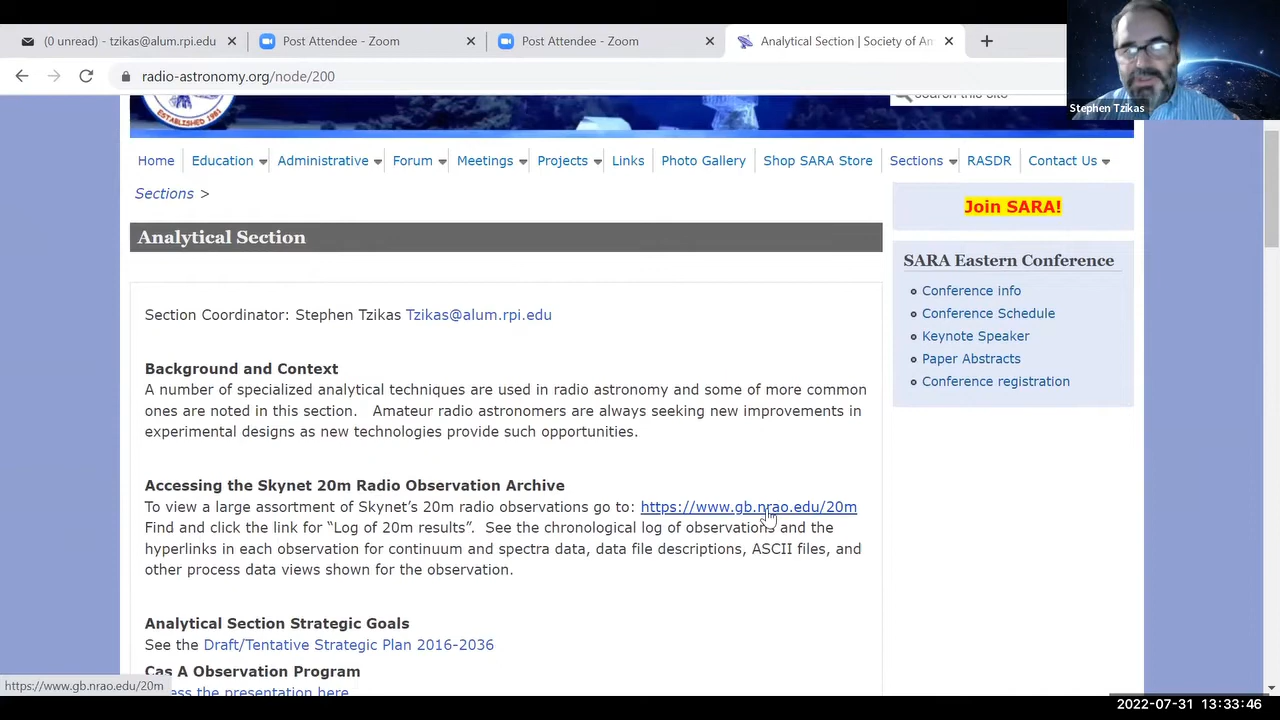 (0 unread) - tzikas@alum.rpi.edu
Post Attendee - Zoom
Post Attendee - Zoom
Analytical Section | Society of Am
radio-astronomy.org/node/200
Stephen Tzikas
ESTABLISHED 1981
Search this site
Home Education Administrative Forum Meetings Projects Links Photo Gallery Shop SARA Store Sections RASDR Contact Us
Sections >
Join SARA!
Analytical Section
SARA Eastern Conference
Conference info
Conference Schedule
Keynote Speaker
Paper Abstracts
Conference registration
Section Coordinator: Stephen Tzikas Tzikas@alum.rpi.edu
Background and Context
A number of specialized analytical techniques are used in radio astronomy and some of more common
ones are noted in this section. Amateur radio astronomers are always seeking new improvements in
experimental designs as new technologies provide such opportunities.
Accessing the Skynet 20m Radio Observation Archive
To view a large assortment of Skynet's 20m radio observations go to: https://www.gb.nrao.edu/20m
Find and click the link for “Log of 20m results”. See the chronological log of observations and the
hyperlinks in each observation for continuum and spectra data, data file descriptions, ASCII files, and
other process data views shown for the observation.
Analytical Section Strategic Goals
See the Draft/Tentative Strategic Plan 2016-2036
Cas A Observation Program
the presentation here
https://www.gb.nrao.edu/20m
2022-07-31 13:33:46